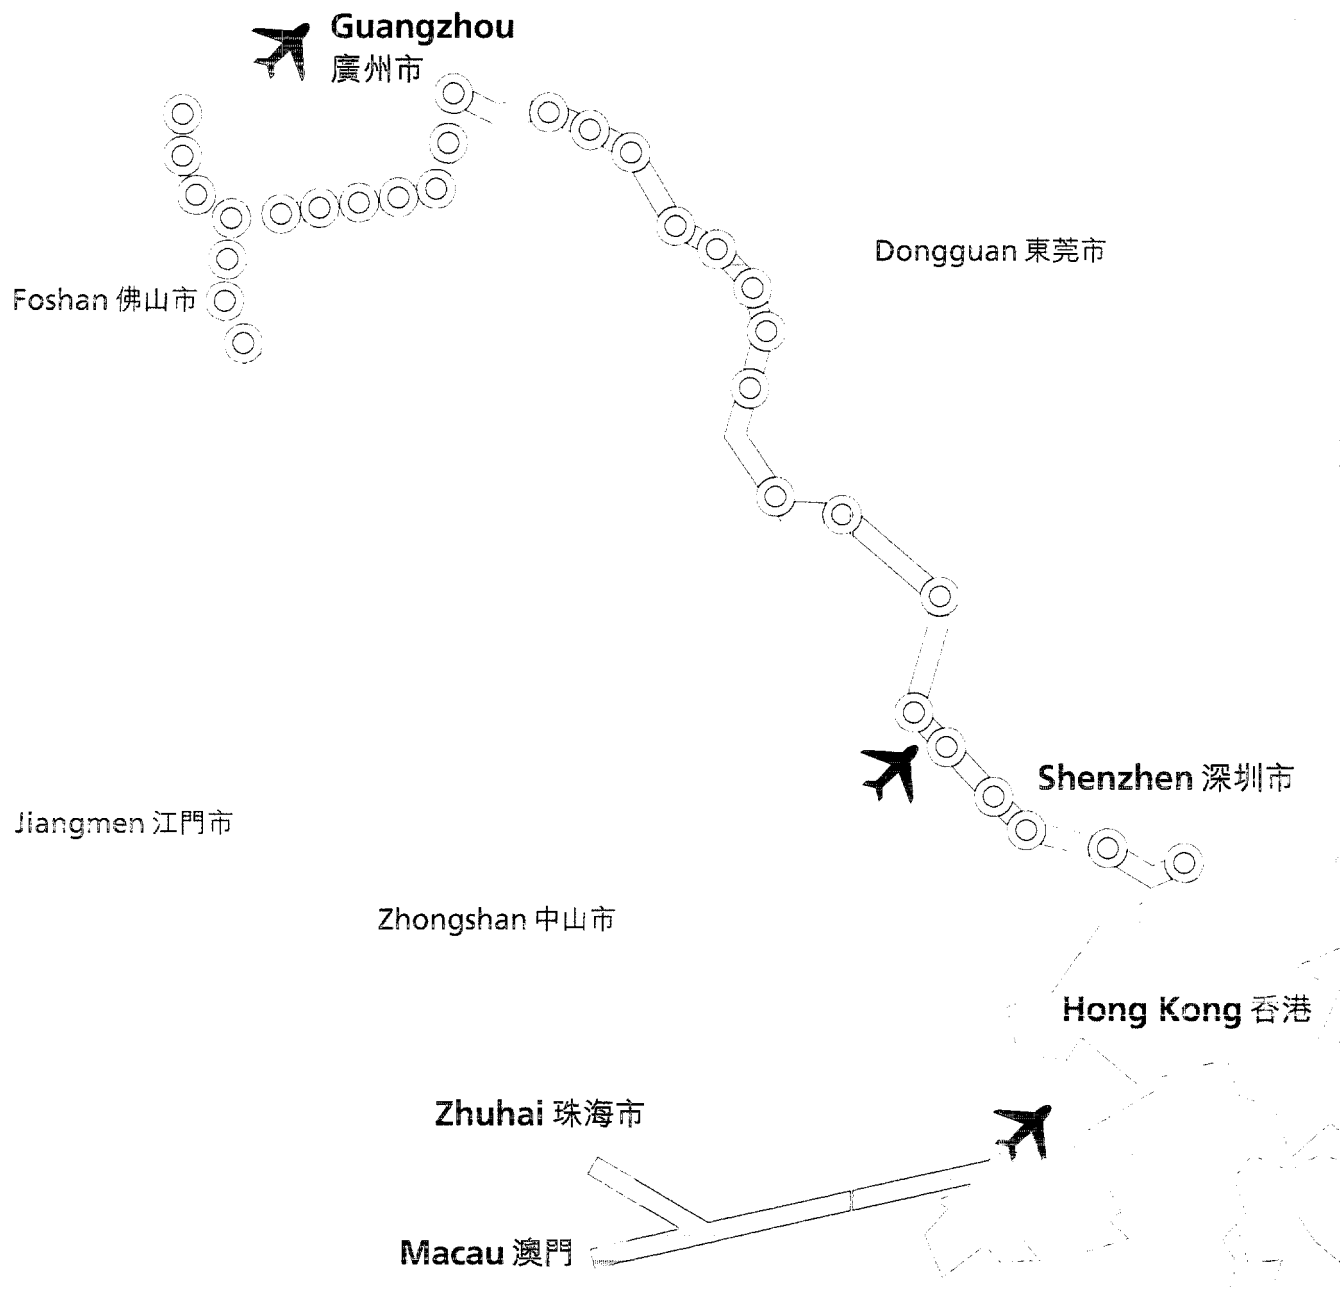 Guangzhou
廣州市
Dongguan 東莞市
Foshan 佛山市
Shenzhen 深圳市
Jiangmen 江門市
Zhongshan 中山市
Hong Kong 香港
Zhuhai 珠海市
Macau 澳門